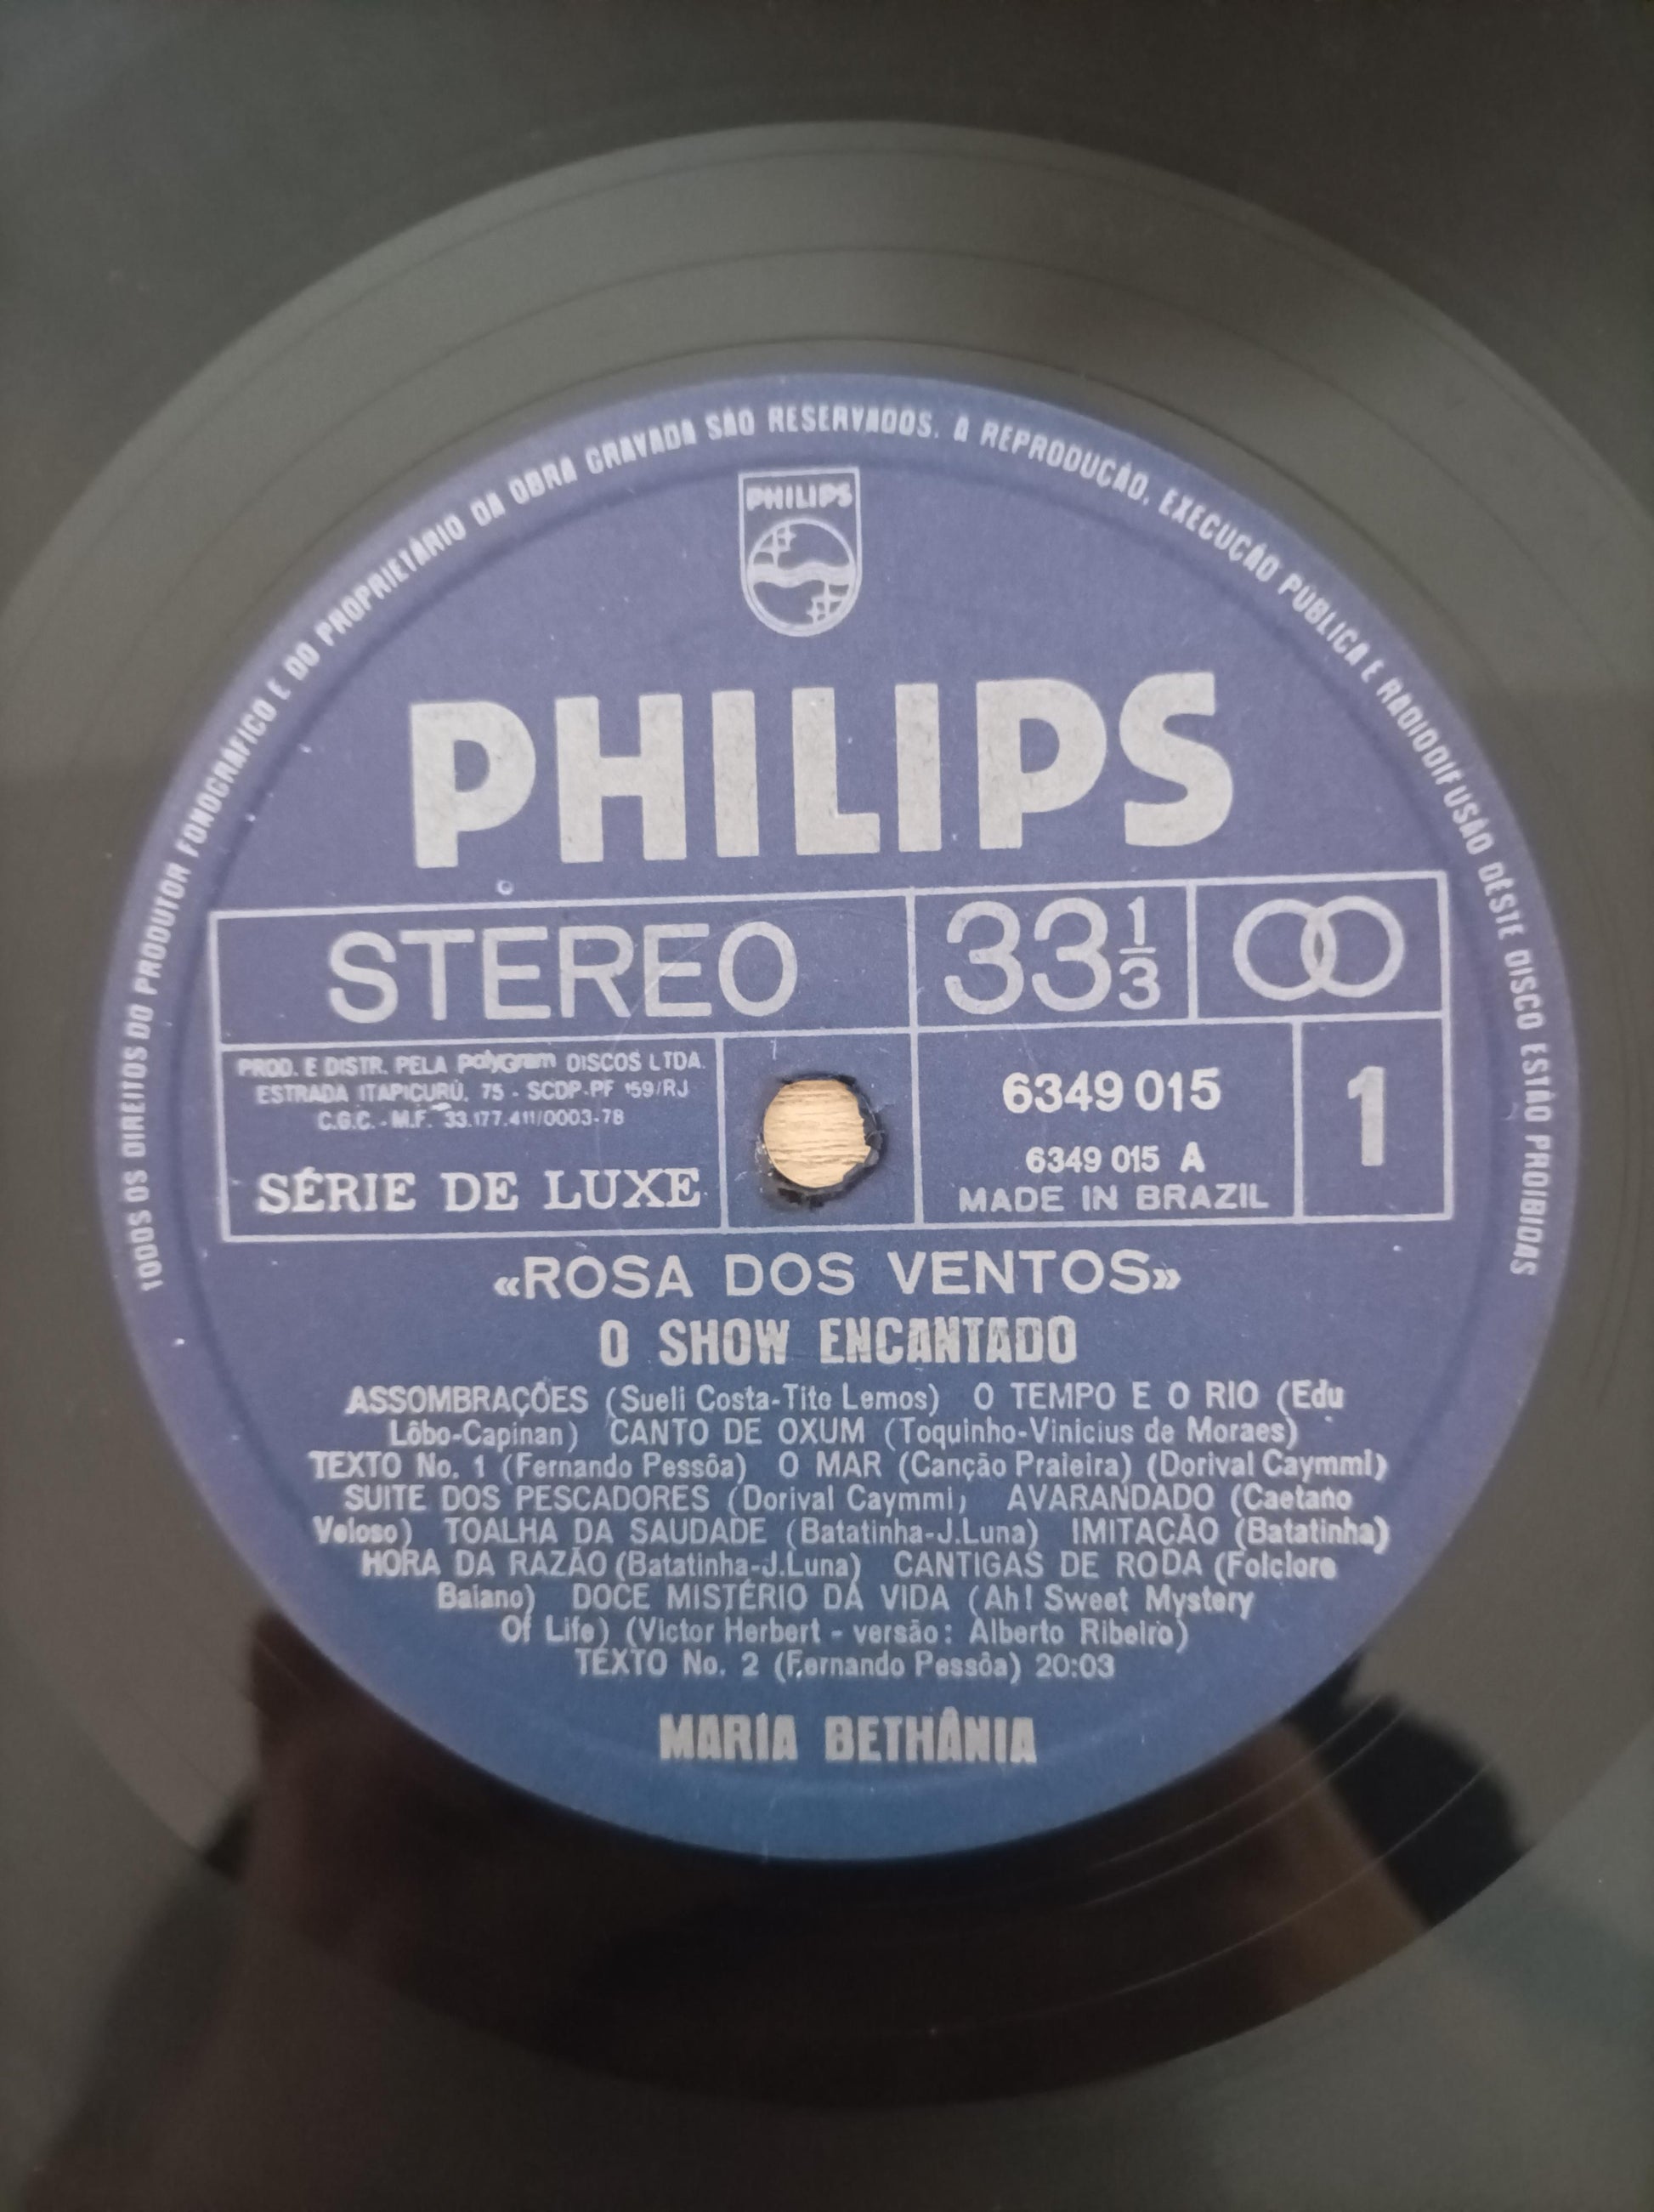 TODOS OS DIREITOS DO PRODUTOR FONOGRÁFICO E DO PROPRIETÁRIO DA OBRA GRAVADA SÃO RESERVADOS. A REPRODUÇÃO, EXECUÇÃO PÚBLICA E RADIODIFUSÃO DÊSTE DISCO ESTÃO PROIBIDAS
PHILIPS
PHILIPS
STEREO
33 1/3
PROD. E DISTR. PELA PolyGram DISCOS LTDA.
ESTRADA ITAPICURÚ, 75 - SCDP-PF 159/RJ
C.G.C. - M.F. 33.177.411/0003-78
SÉRIE DE LUXE
6349 015
6349 015 A
MADE IN BRAZIL
1
«ROSA DOS VENTOS»
O SHOW ENCANTADO
ASSOMBRAÇÕES (Sueli Costa-Tite Lemos) O TEMPO E O RIO (Edu
Lôbo-Capinan) CANTO DE OXUM (Toquinho-Vinicius de Moraes)
TEXTO No. 1 (Fernando Pessôa) O MAR (Canção Praieira) (Dorival Caymmi)
SUITE DOS PESCADORES (Dorival Caymmi) AVARANDADO (Caetano
Veloso) TOALHA DA SAUDADE (Batatinha-J.Luna) IMITAÇÃO (Batatinha)
HORA DA RAZÃO (Batatinha-J.Luna) CANTIGAS DE RODA (Folclore
Baiano) DOCE MISTÉRIO DA VIDA (Ah! Sweet Mystery
Of Life) (Victor Herbert - versão: Alberto Ribeiro)
TEXTO No. 2 (Fernando Pessôa) 20:03
MARIA BETHÂNIA